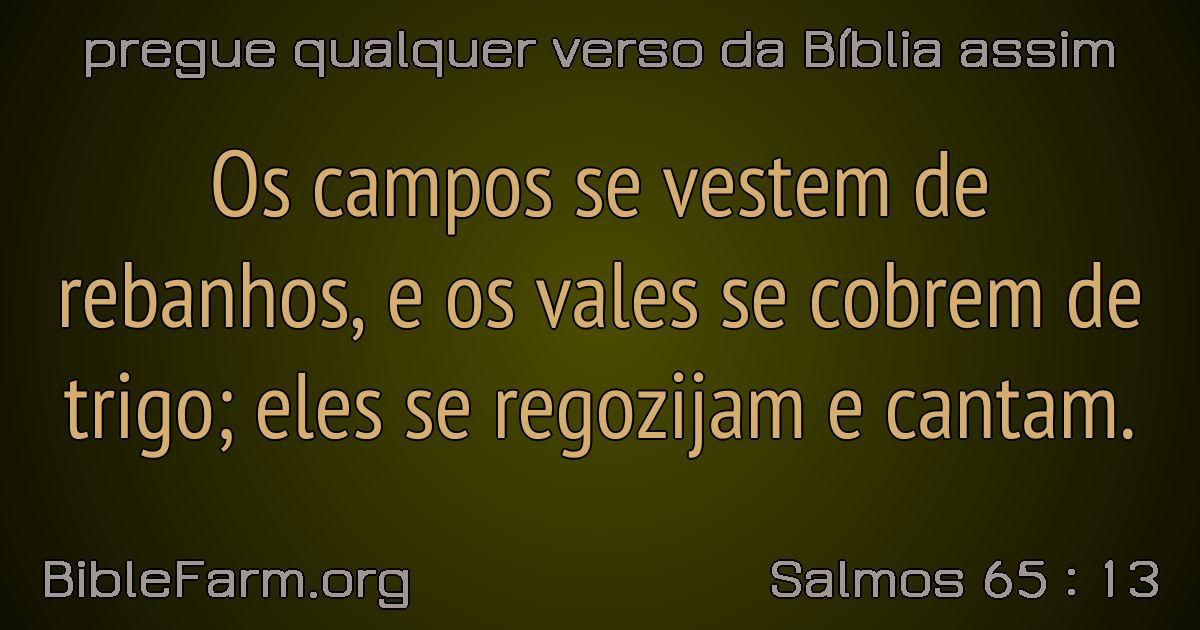 pregue qualquer verso da Bíblia assim
Os campos se vestem de
rebanhos, e os vales se cobrem de
trigo; eles se regozijam e cantam.
BibleFarm.org
Salmos 65 : 13